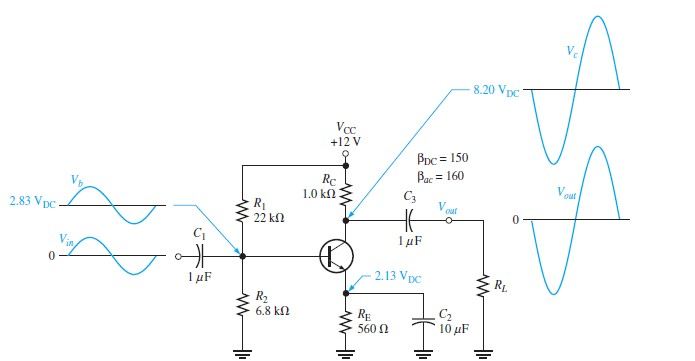 V_c
8.20 V_DC
V_CC
+12 V
β_DC = 150
β_ac = 160
R_C
1.0 kΩ
V_b
2.83 V_DC
R_1
22 kΩ
C_3
V_out
1 μF
V_out
0
V_in
0
C_1
1 μF
2.13 V_DC
R_2
6.8 kΩ
R_E
560 Ω
C_2
10 μF
R_L